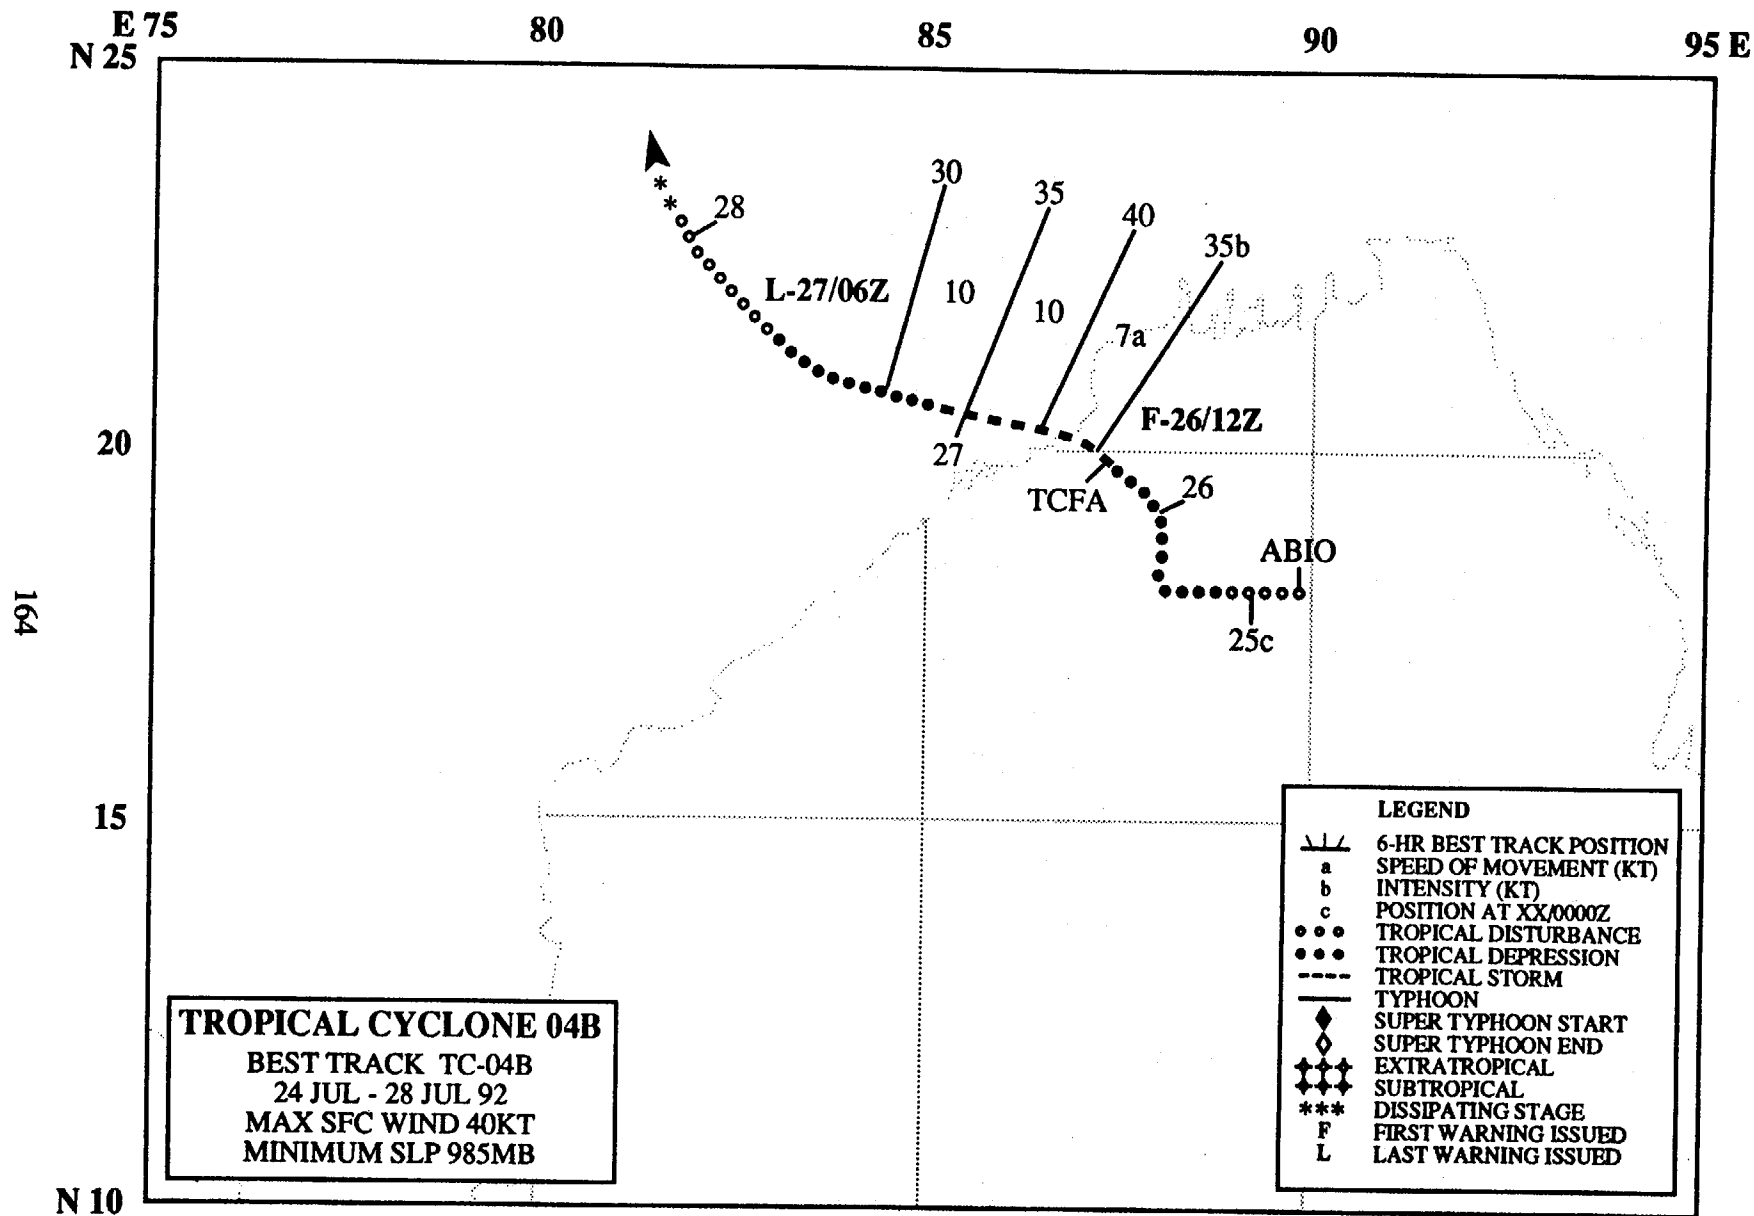 E 75 80 85 90 95 E
N 25
28
30
35
40
35b
L-27/06Z
10
10
7a
F-26/12Z
20
27
TCFA
26
ABIO
25c
164
15
LEGEND
6-HR BEST TRACK POSITION
a SPEED OF MOVEMENT (KT)
b INTENSITY (KT)
c POSITION AT XX/0000Z
TROPICAL DISTURBANCE
TROPICAL DEPRESSION
TROPICAL STORM
TYPHOON
SUPER TYPHOON START
SUPER TYPHOON END
EXTRATROPICAL
SUBTROPICAL
*** DISSIPATING STAGE
F FIRST WARNING ISSUED
L LAST WARNING ISSUED
TROPICAL CYCLONE 04B
BEST TRACK TC-04B
24 JUL - 28 JUL 92
MAX SFC WIND 40KT
MINIMUM SLP 985MB
N 10